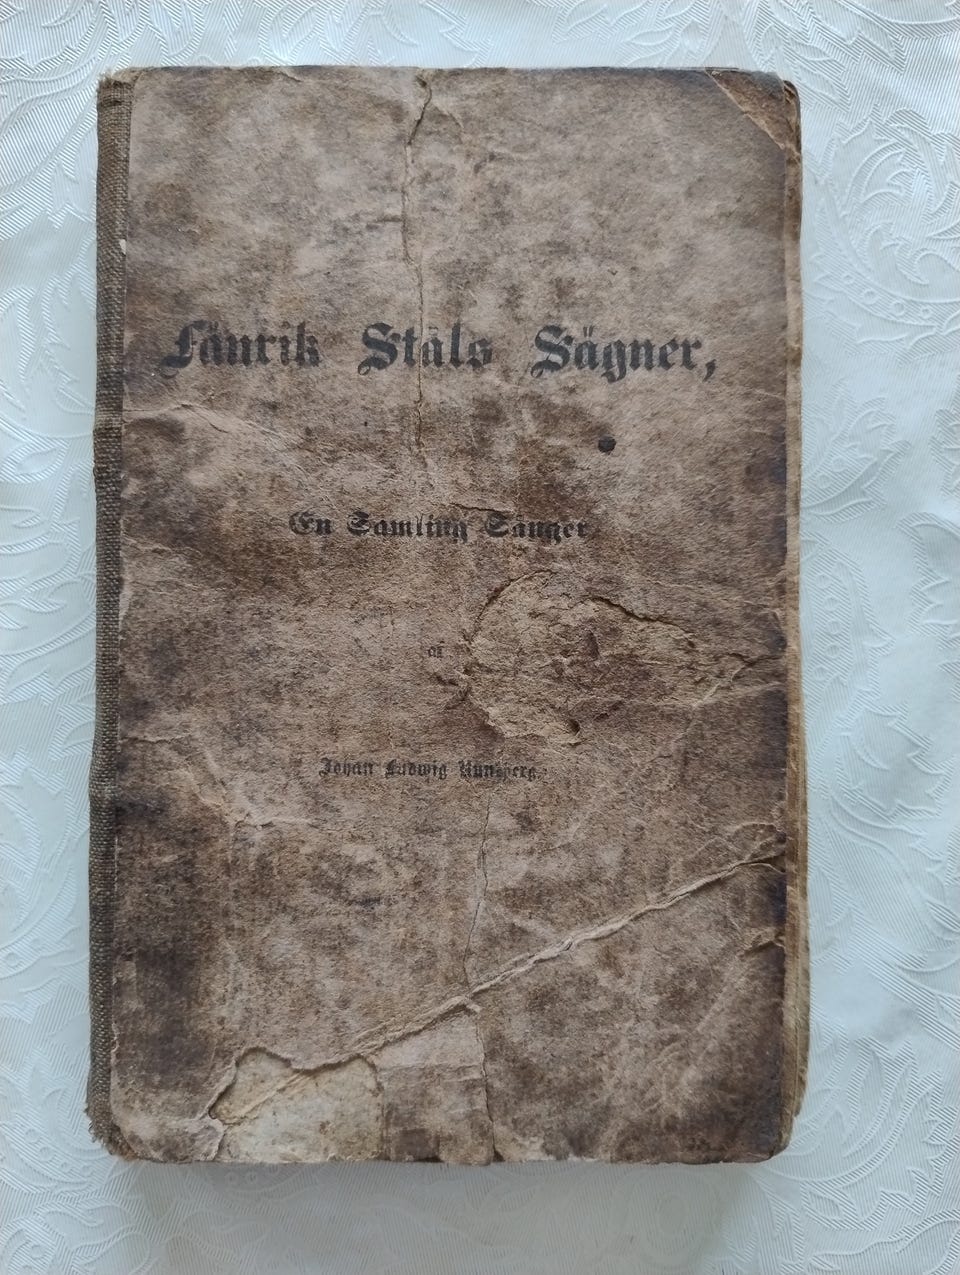 Fänrik Ståls Sägner,
En Samling Sånger
af
Johan Ludwig Runeberg.